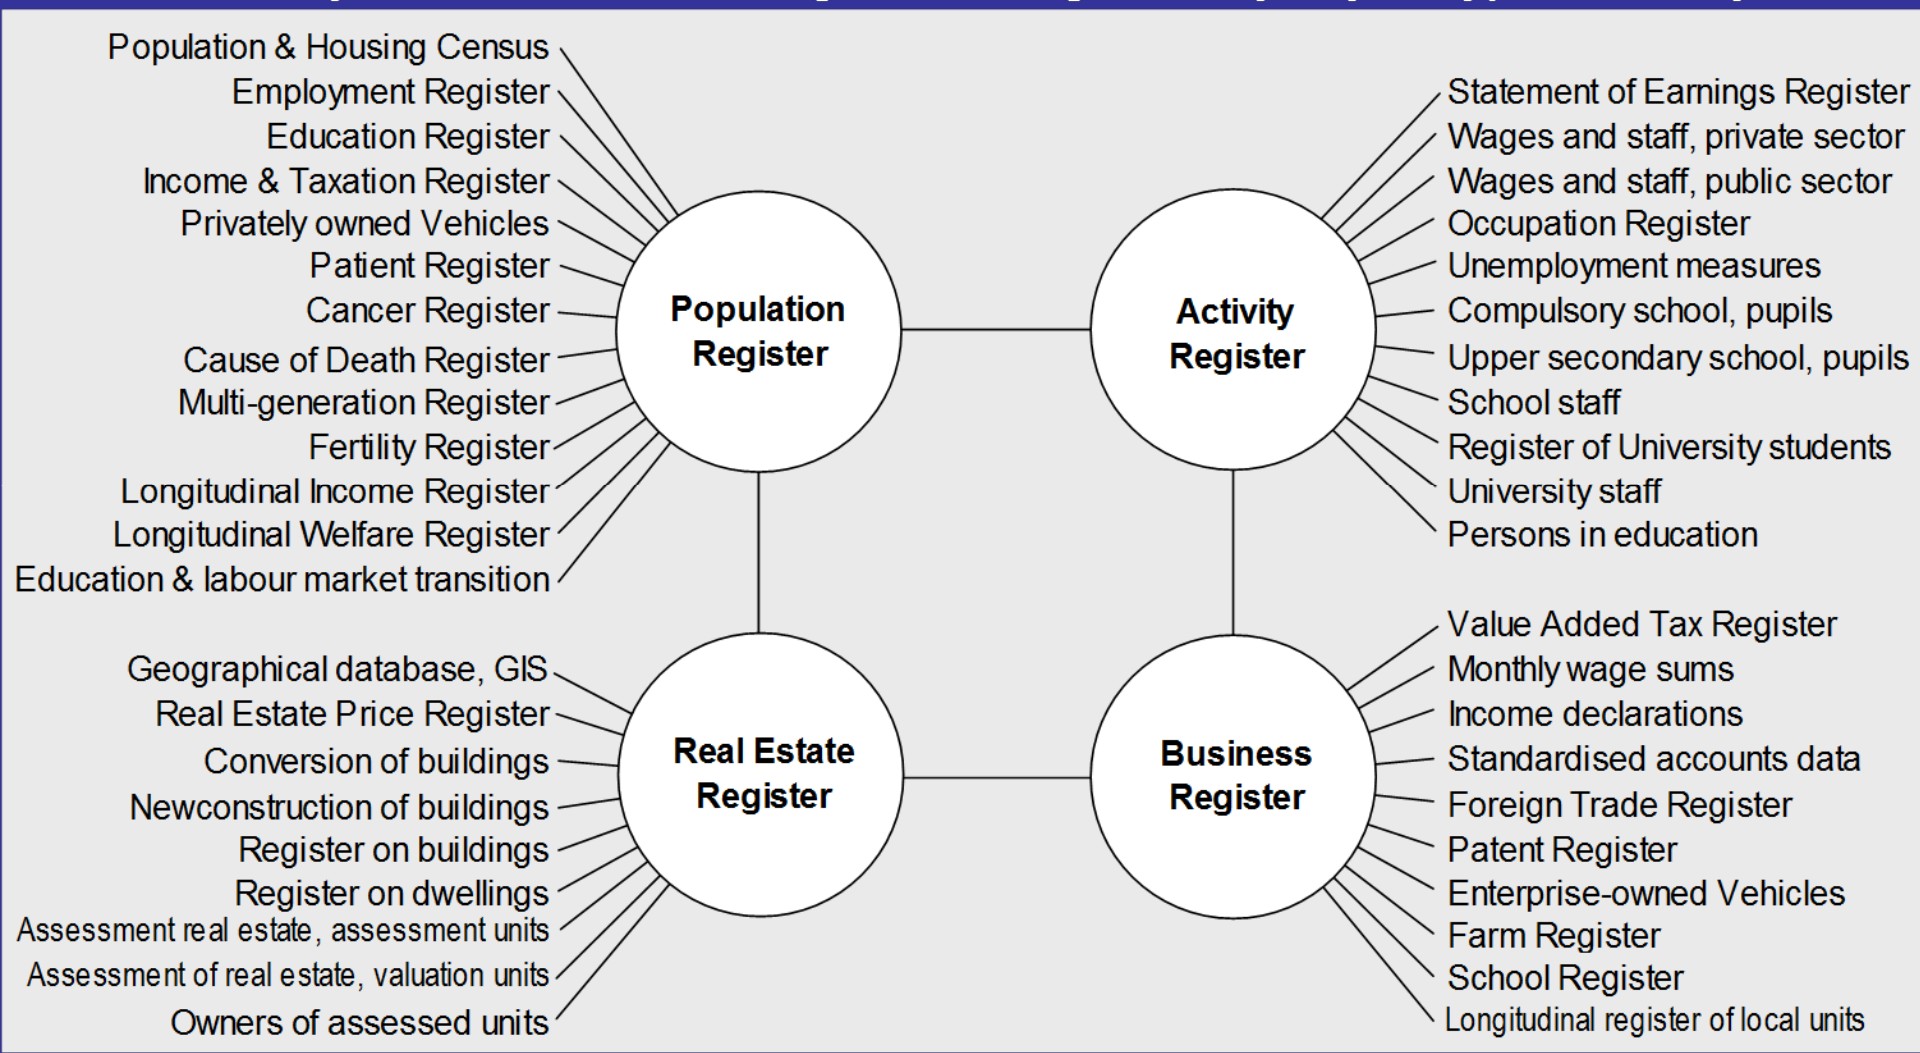 Population & Housing Census
Employment Register
Education Register
Income & Taxation Register
Privately owned Vehicles
Patient Register
Cancer Register
Cause of Death Register
Multi-generation Register
Fertility Register
Longitudinal Income Register
Longitudinal Welfare Register
Education & labour market transition
Population
Register
Activity
Register
Statement of Earnings Register
Wages and staff, private sector
Wages and staff, public sector
Occupation Register
Unemployment measures
Compulsory school, pupils
Upper secondary school, pupils
School staff
Register of University students
University staff
Persons in education
Geographical database, GIS
Real Estate Price Register
Conversion of buildings
Newconstruction of buildings
Register on buildings
Register on dwellings
Assessment real estate, assessment units
Assessment of real estate, valuation units
Owners of assessed units
Real Estate
Register
Business
Register
Value Added Tax Register
Monthly wage sums
Income declarations
Standardised accounts data
Foreign Trade Register
Patent Register
Enterprise-owned Vehicles
Farm Register
School Register
Longitudinal register of local units